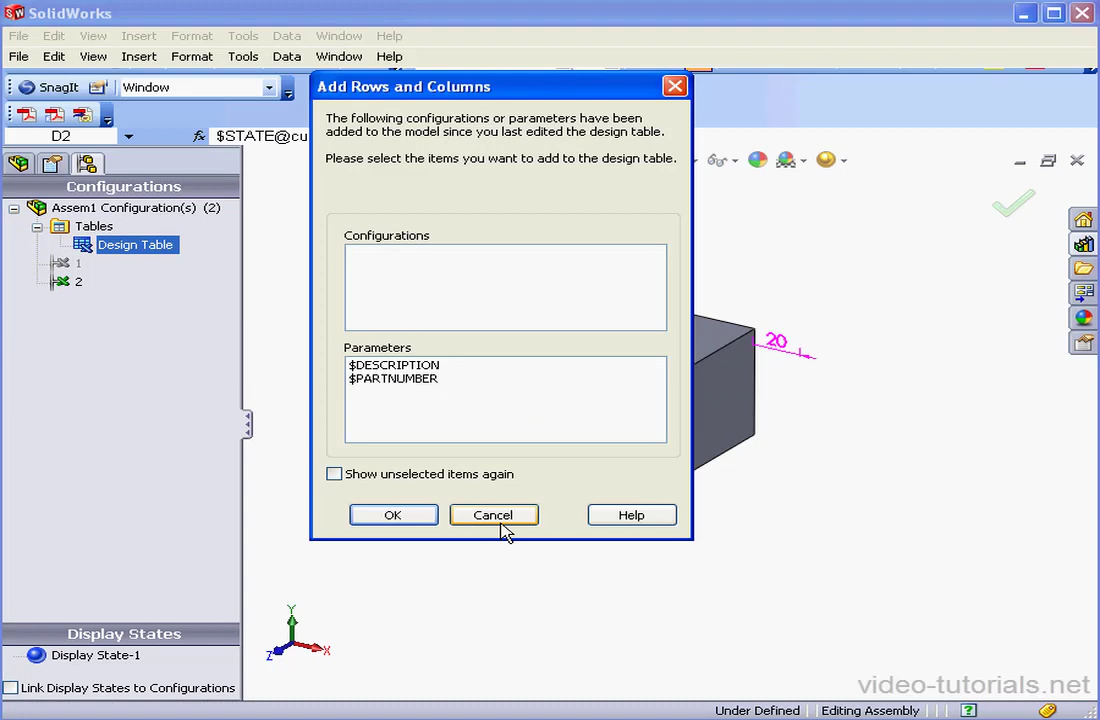 SolidWorks
File Edit View Insert Format Tools Data Window Help
File Edit View Insert Format Tools Data Window Help
SnagIt Window
D2 fx $STATE@cu
Configurations
Assem1 Configuration(s) (2)
Tables
Design Table
1
2
Add Rows and Columns
The following configurations or parameters have been
added to the model since you last edited the design table.
Please select the items you want to add to the design table.
Configurations
Parameters
$DESCRIPTION
$PARTNUMBER
Show unselected items again
OK Cancel Help
20
Y
Z X
Display States
Display State-1
Link Display States to Configurations
video-tutorials.net
Under Defined Editing Assembly